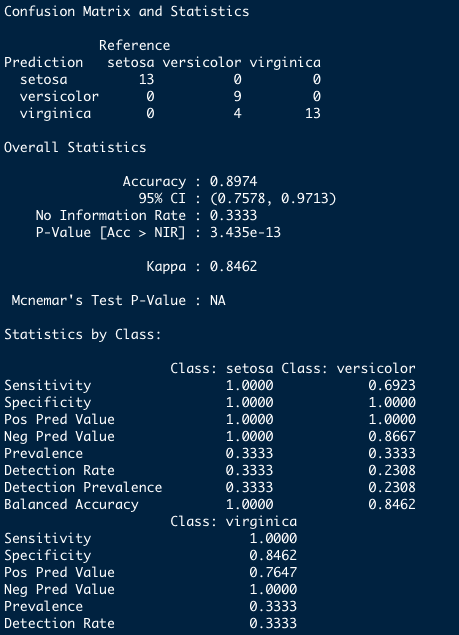 Confusion Matrix and Statistics
Reference
Prediction setosa versicolor virginica
setosa 13 0 0
versicolor 0 9 0
virginica 0 4 13
Overall Statistics
Accuracy : 0.8974
95% CI : (0.7578, 0.9713)
No Information Rate : 0.3333
P-Value [Acc > NIR] : 3.435e-13
Kappa : 0.8462
Mcnemar's Test P-Value : NA
Statistics by Class:
Class: setosa Class: versicolor
Sensitivity 1.0000 0.6923
Specificity 1.0000 1.0000
Pos Pred Value 1.0000 1.0000
Neg Pred Value 1.0000 0.8667
Prevalence 0.3333 0.3333
Detection Rate 0.3333 0.2308
Detection Prevalence 0.3333 0.2308
Balanced Accuracy 1.0000 0.8462
Class: virginica
Sensitivity 1.0000
Specificity 0.8462
Pos Pred Value 0.7647
Neg Pred Value 1.0000
Prevalence 0.3333
Detection Rate 0.3333